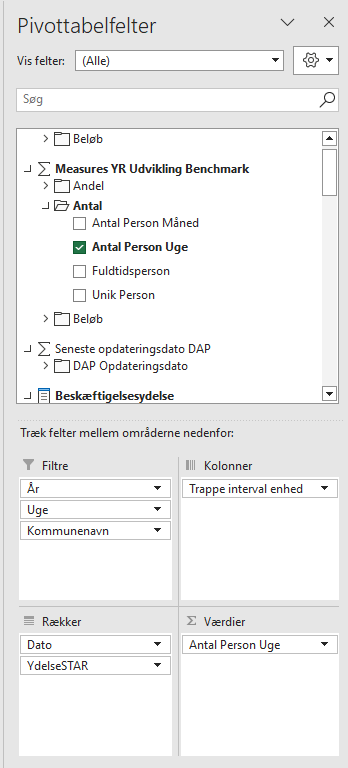 Pivottabelfelter
Vis felter: (Alle)
Søg
Beløb
Measures YR Udvikling Benchmark
Andel
Antal
Antal Person Måned
Antal Person Uge
Fuldtidsperson
Unik Person
Beløb
Seneste opdateringsdato DAP
DAP Opdateringsdato
Beskæftigelsesydelse
Træk felter mellem områderne nedenfor:
Filtre
År
Uge
Kommunenavn
Kolonner
Trappe interval enhed
Rækker
Dato
YdelseSTAR
Værdier
Antal Person Uge